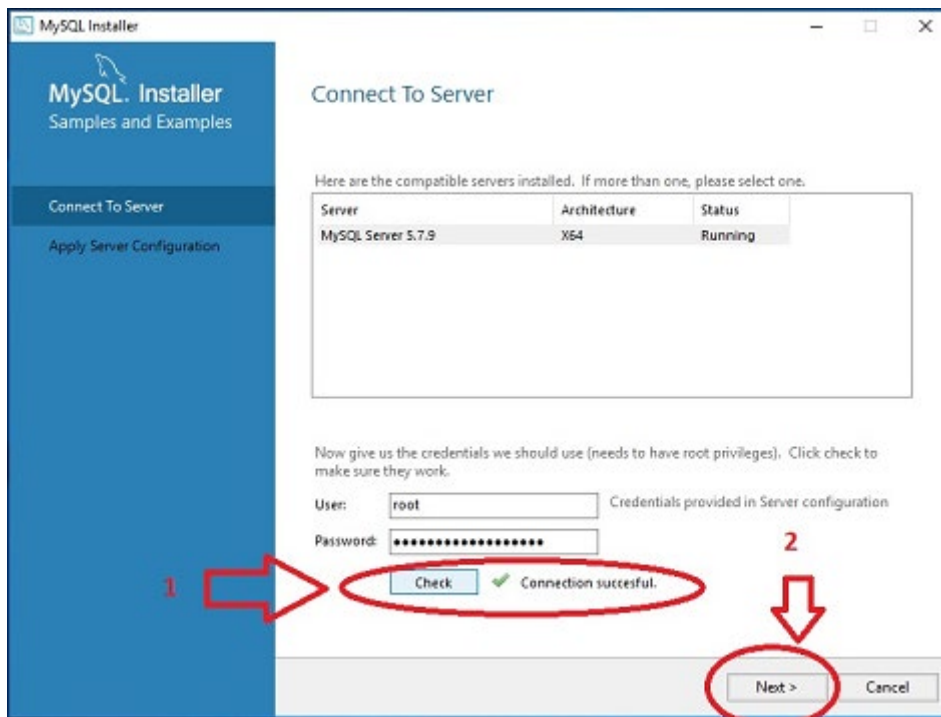 MySQL Installer
MySQL. Installer
Samples and Examples
Connect To Server
Apply Server Configuration
Connect To Server
Here are the compatible servers installed. If more than one, please select one.
Server Architecture Status
MySQL Server 5.7.9 X64 Running
Now give us the credentials we should use (needs to have root privileges). Click check to
make sure they work.
User: root Credentials provided in Server configuration
Password: ••••••••••••••••••
2
1 Check Connection succesful.
Next > Cancel